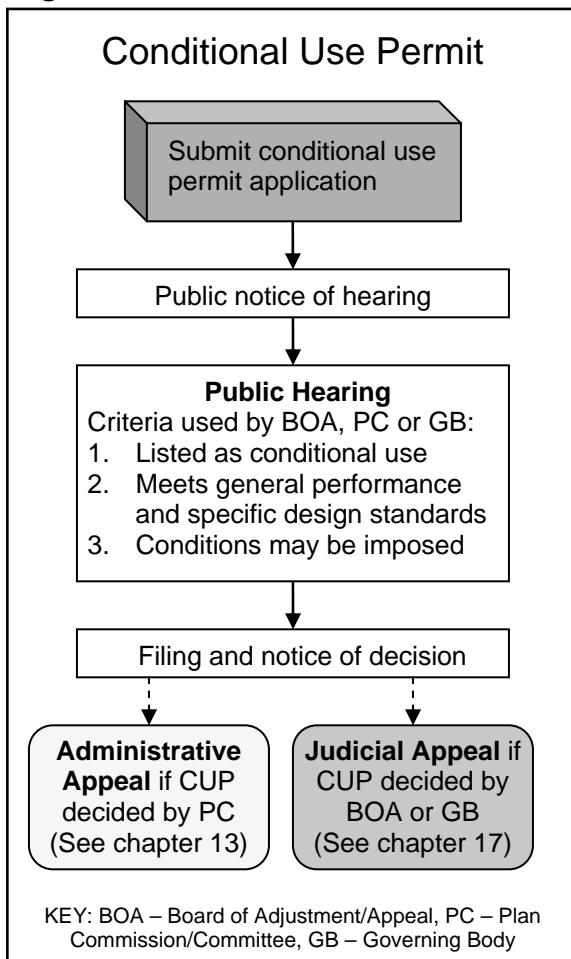 Conditional Use Permit
Submit conditional use
permit application
Public notice of hearing
Public Hearing
Criteria used by BOA, PC or GB:
1. Listed as conditional use
2. Meets general performance
and specific design standards
3. Conditions may be imposed
Filing and notice of decision
Administrative
Appeal if CUP
decided by PC
(See chapter 13)
Judicial Appeal if
CUP decided by
BOA or GB
(See chapter 17)
KEY: BOA – Board of Adjustment/Appeal, PC – Plan
Commission/Committee, GB – Governing Body